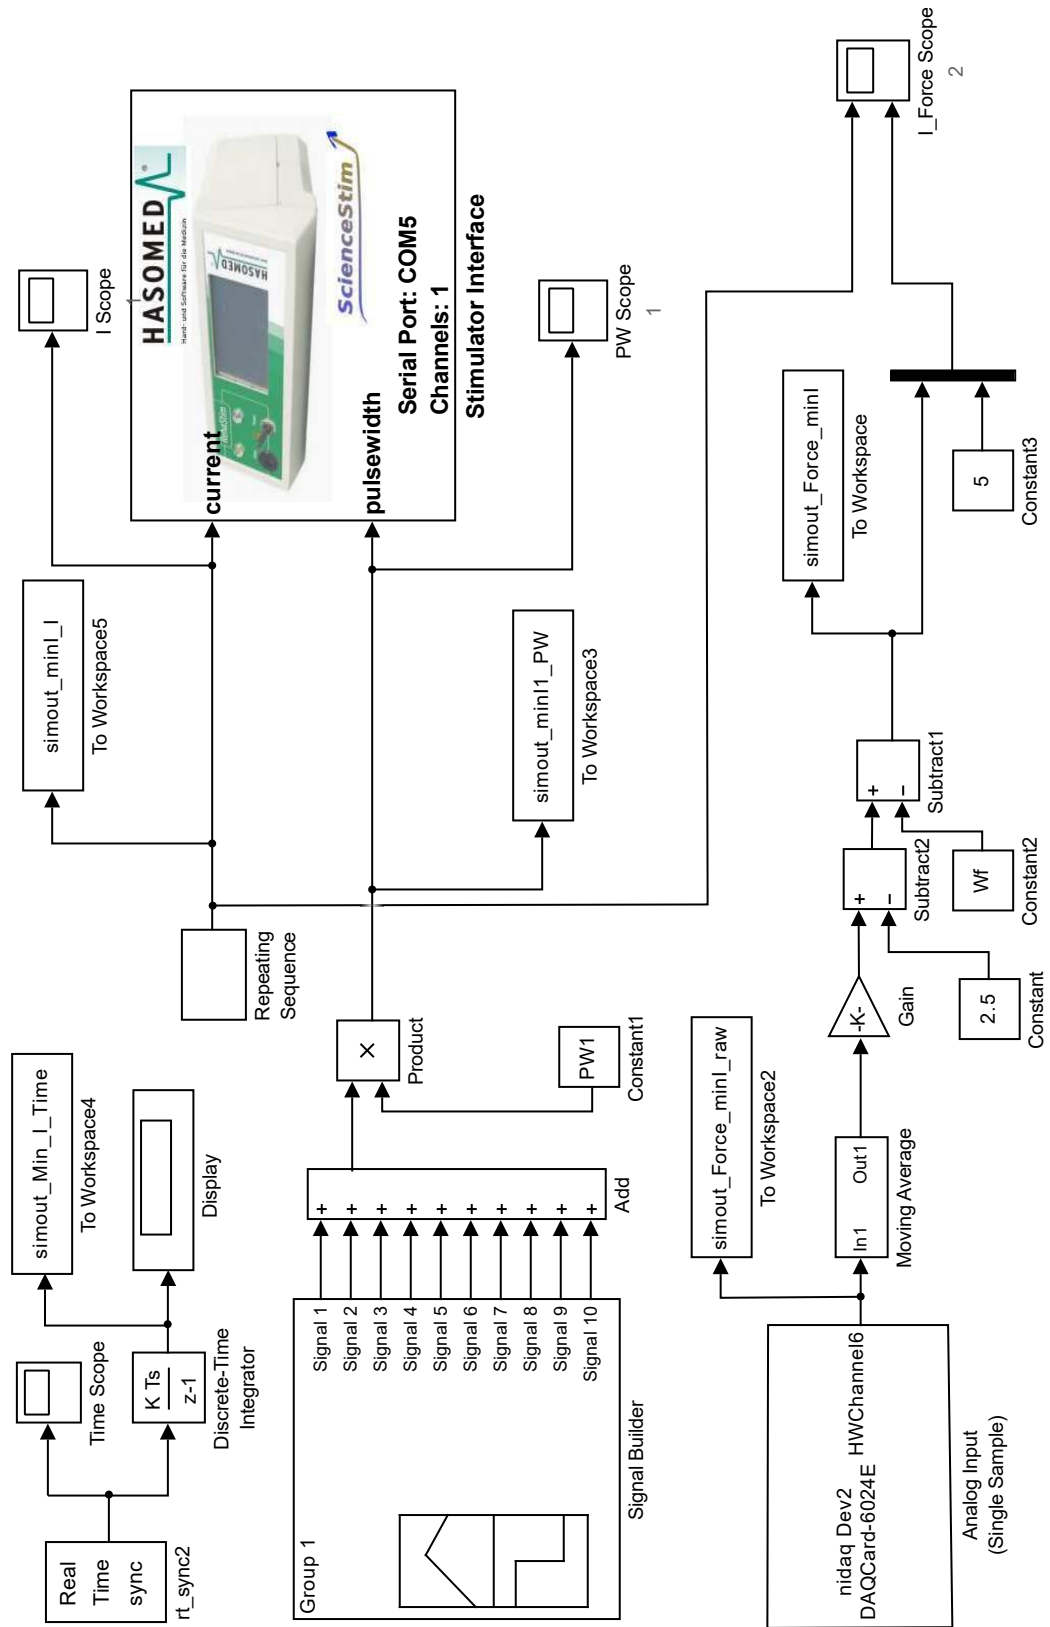 Real
Time
sync
rt_sync2
Time Scope
K Ts
z-1
Discrete-Time
Integrator
simout_Min_I_Time
To Workspace4
Display
Repeating
Sequence
simout_minI_I
To Workspace5
I Scope
1
HASOMED
®
Hard- und Software für die Medizin
HASOMED
ScienceStim
current
pulsewidth
Serial Port: COM5
Channels: 1
Stimulator Interface
Group 1
Signal 1
Signal 2
Signal 3
Signal 4
Signal 5
Signal 6
Signal 7
Signal 8
Signal 9
Signal 10
Signal Builder
+
+
+
+
+
+
+
+
+
+
Add
×
Product
PW1
Constant1
simout_minI1_PW
To Workspace3
PW Scope
1
nidaq Dev2
DAQCard-6024E
HWChannel6
Analog Input
(Single Sample)
simout_Force_minI_raw
To Workspace2
In1
Out1
Moving Average
-K-
Gain
2.5
Constant
+
−
Subtract2
Wf
Constant2
+
−
Subtract1
simout_Force_minI
To Workspace
5
Constant3
I_Force Scope
2